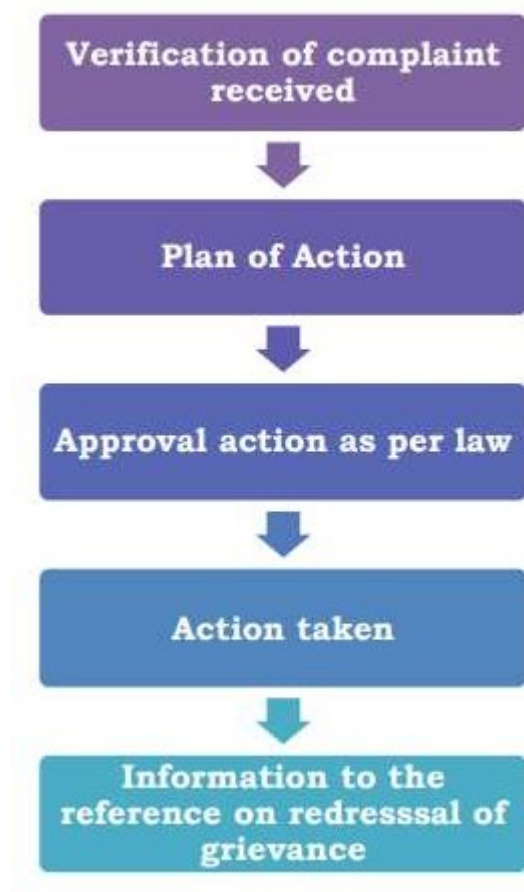 Verification of complaint
received
Plan of Action
Approval action as per law
Action taken
Information to the
reference on redresssal of
grievance